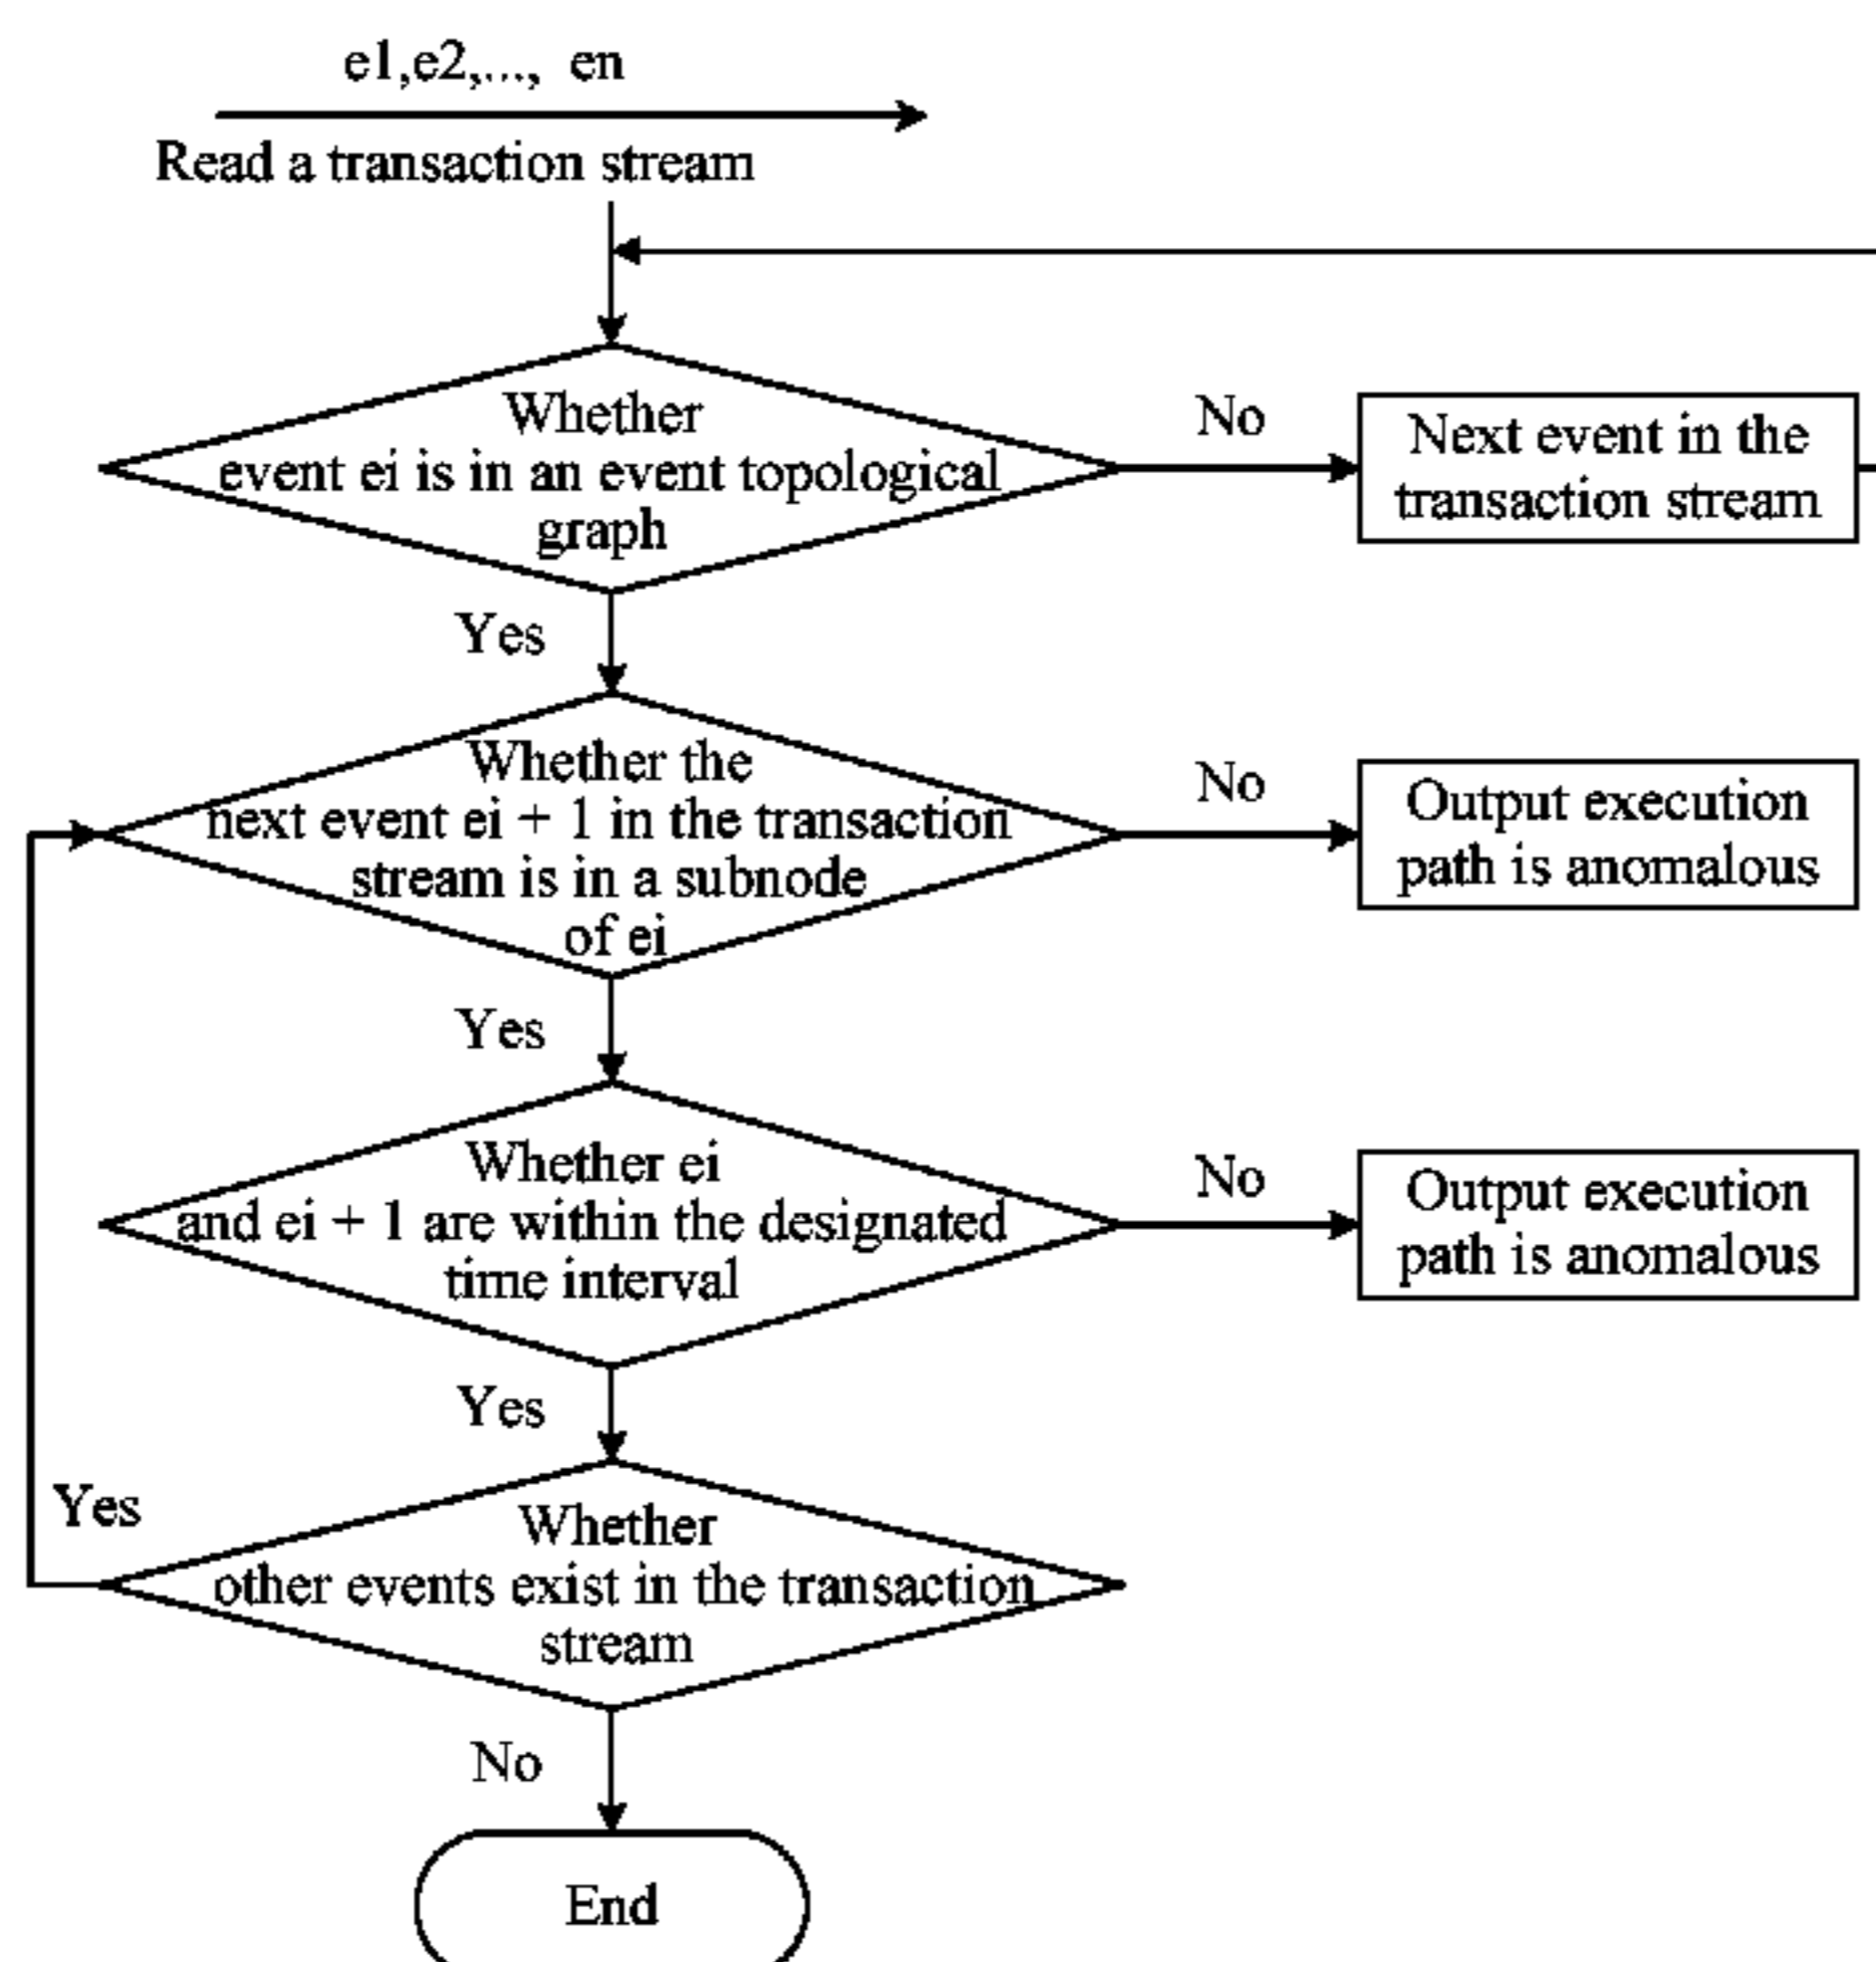 e1,e2,..., en
Read a transaction stream
Whether
event ei is in an event topological
graph
No
Next event in the
transaction stream
Yes
Whether the
next event ei + 1 in the transaction
stream is in a subnode
of ei
No
Output execution
path is anomalous
Yes
Whether ei
and ei + 1 are within the designated
time interval
No
Output execution
path is anomalous
Yes
Yes
Whether
other events exist in the transaction
stream
No
End